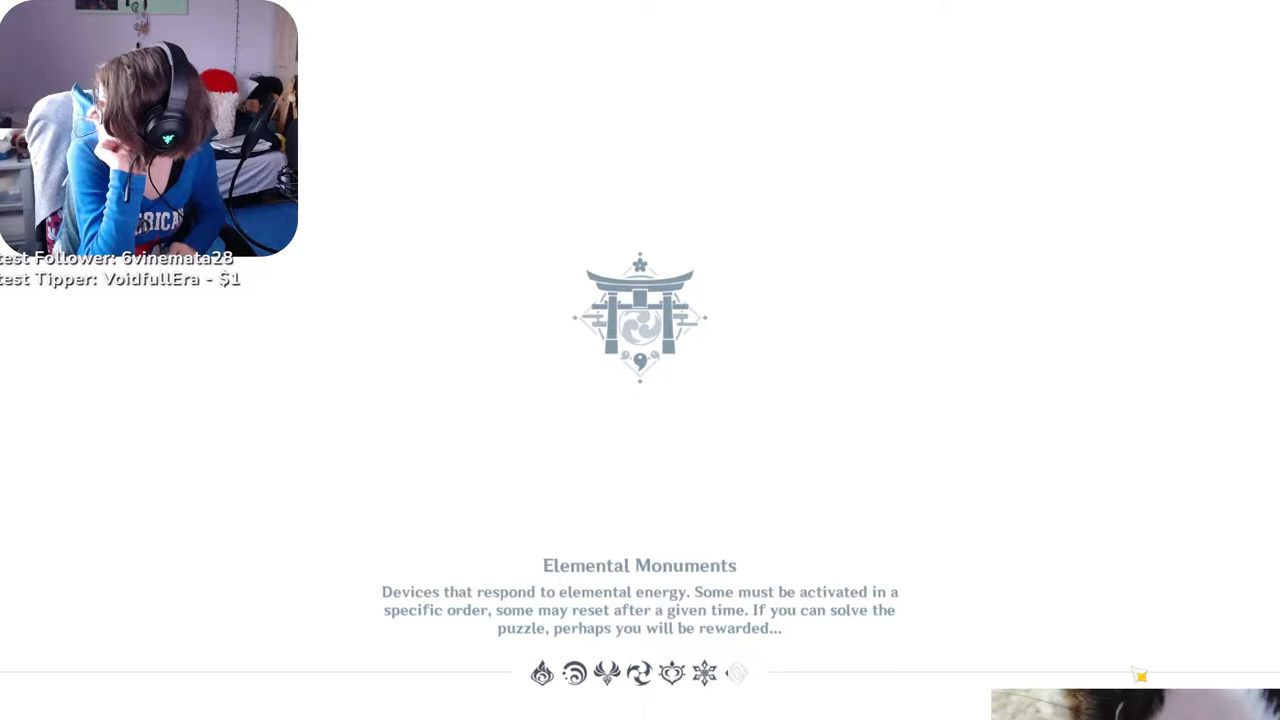 ERICA
test Follower: 6vinemata28
test Tipper: VoidfullEra - $1
Elemental Monuments
Devices that respond to elemental energy. Some must be activated in a
specific order, some may reset after a given time. If you can solve the
puzzle, perhaps you will be rewarded...